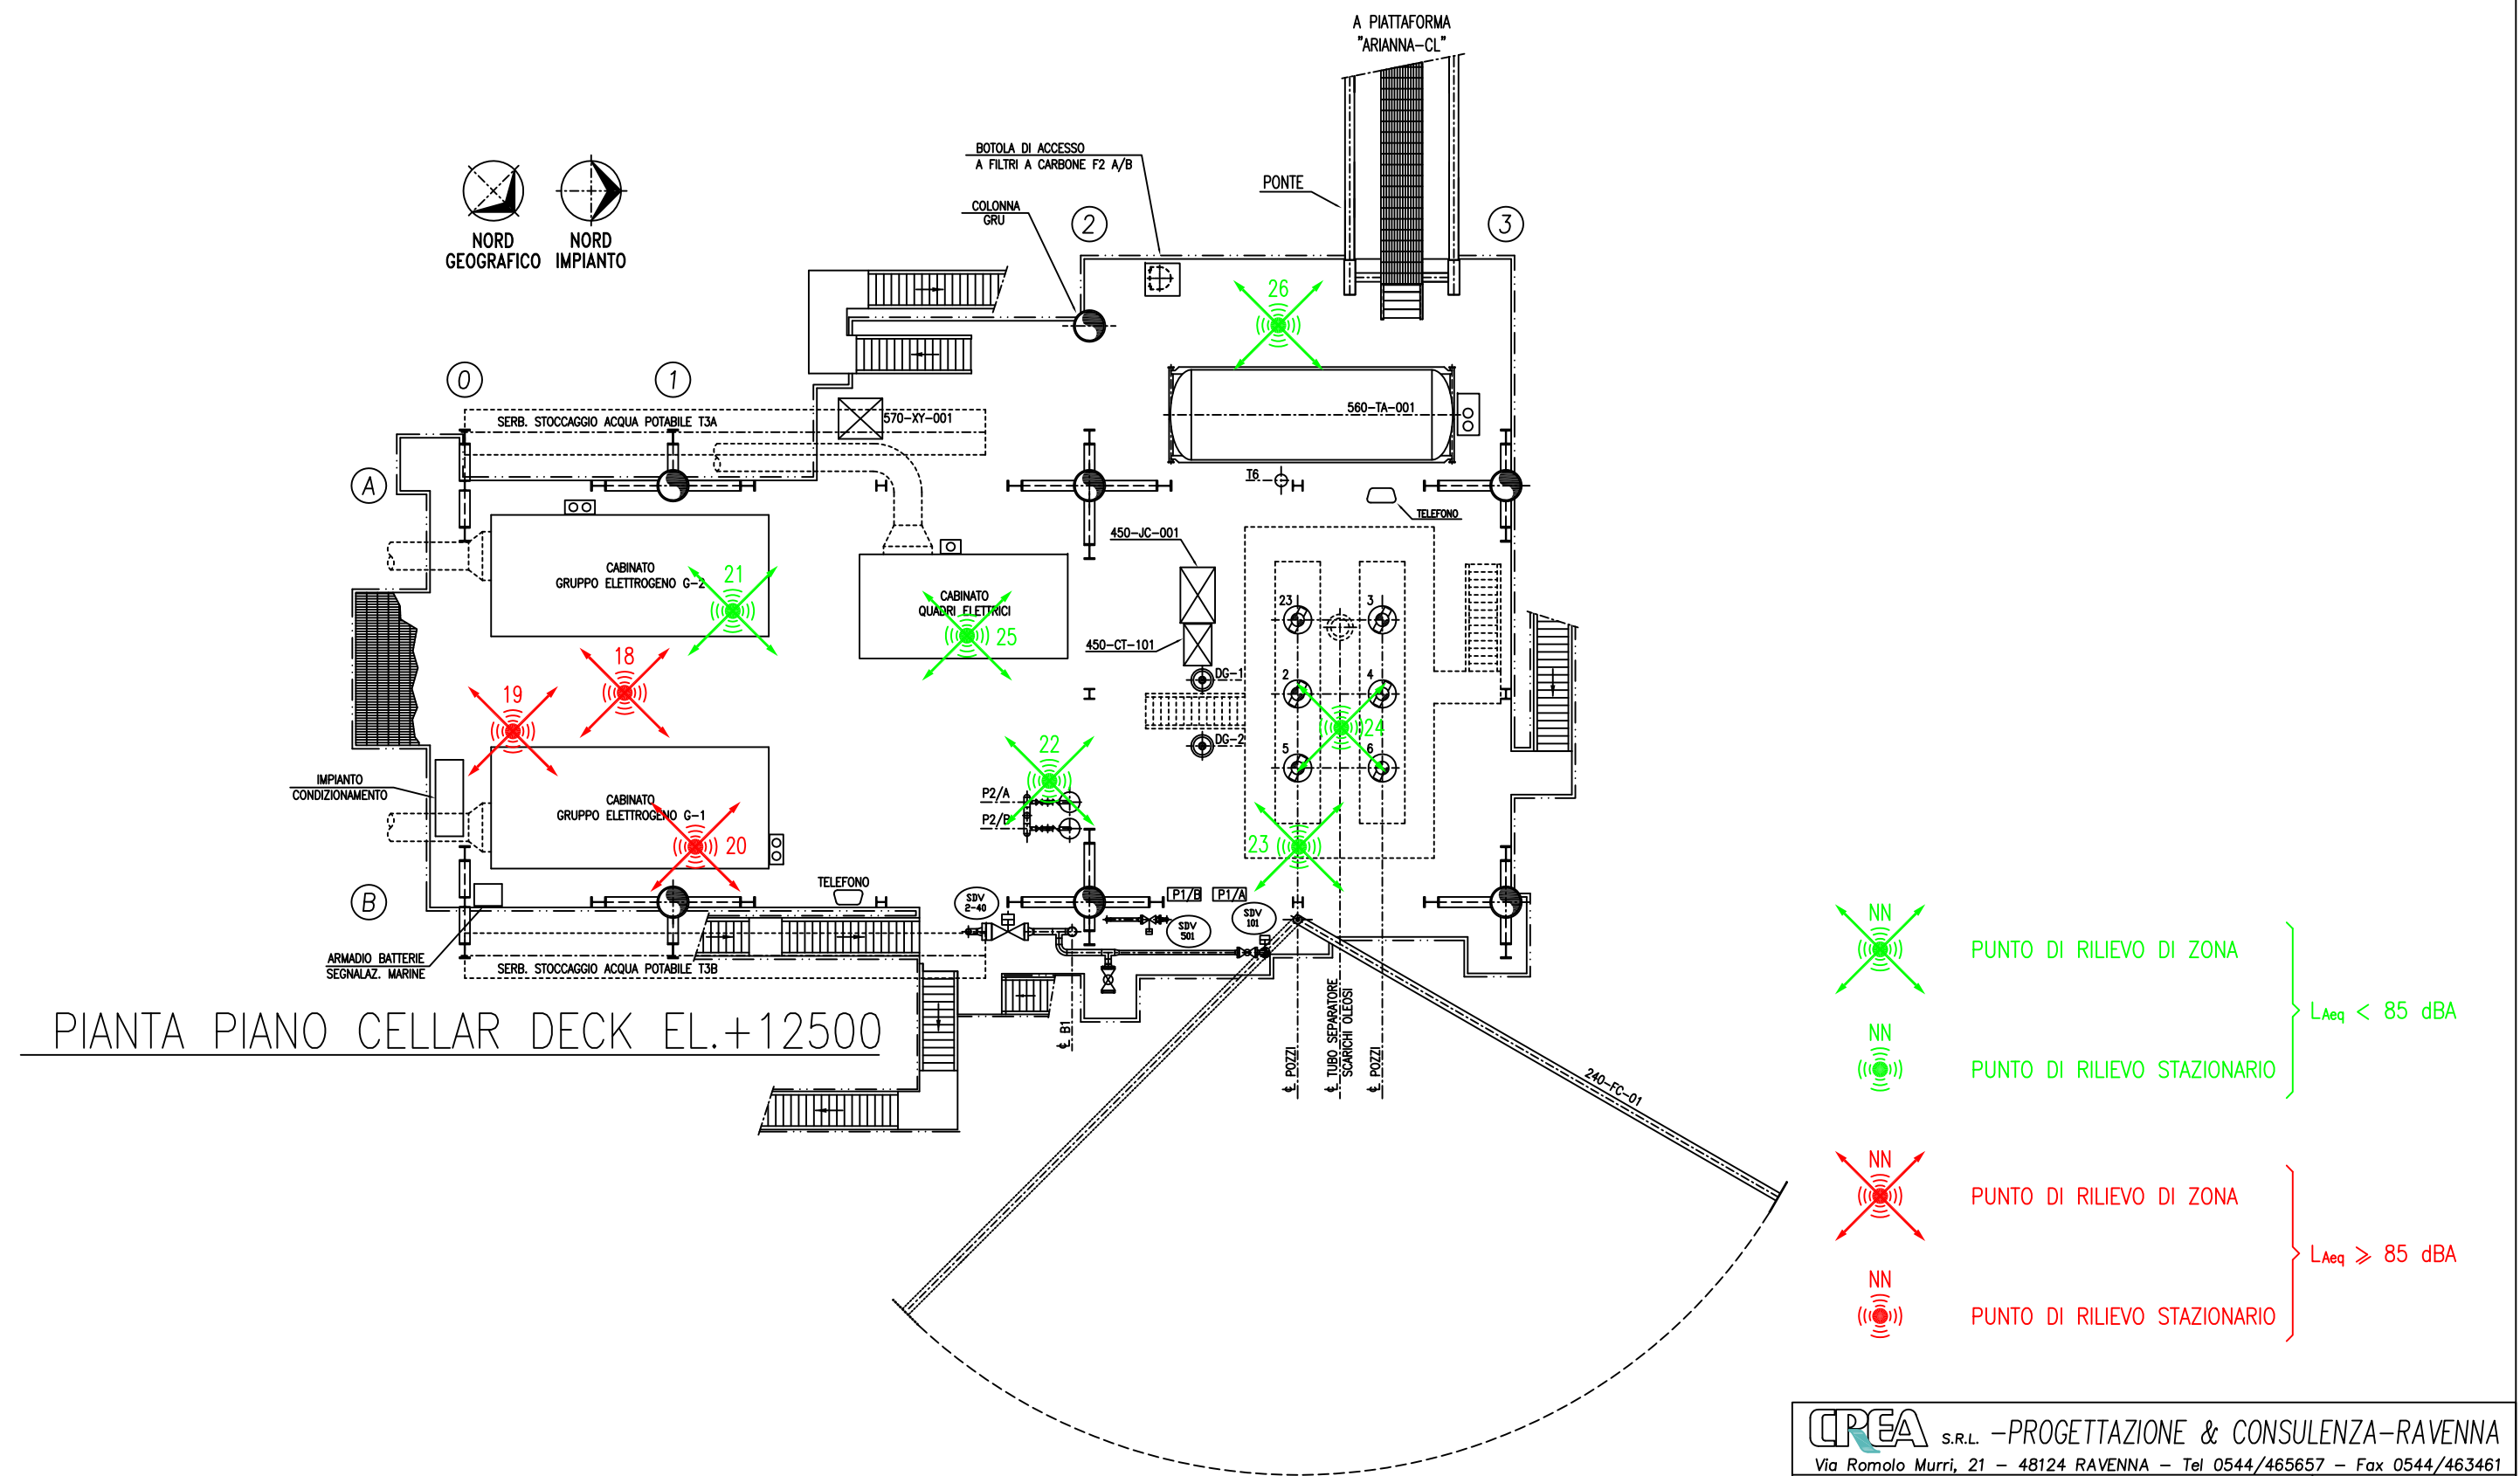 A PIATTAFORMA
"ARIANNA-CL"
BOTOLA DI ACCESSO
A FILTRI A CARBONE F2 A/B
PONTE
COLONNA
GRU
2
3
NORD
GEOGRAFICO
NORD
IMPIANTO
26
0
1
SERB. STOCCAGGIO ACQUA POTABILE T3A
570-XY-001
560-TA-001
A
T6
TELEFONO
450-JC-001
CABINATO
GRUPPO ELETTROGENO G-2
21
CABINATO
QUADRI ELETTRICI
25
23
3
450-CT-101
18
19
DG-1
2
4
24
DG-2
22
5
6
IMPIANTO
CONDIZIONAMENTO
CABINATO
GRUPPO ELETTROGENO G-1
20
P2/A
P2/B
23
TELEFONO
B
SDV
2-40
P1/B
P1/A
SDV
501
SDV
101
ARMADIO BATTERIE
SEGNALAZ. MARINE
SERB. STOCCAGGIO ACQUA POTABILE T3B
PIANTA PIANO CELLAR DECK EL.+12500
℄ B1
℄ POZZI
℄ TUBO SEPARATORE
SCARICHI OLEOSI
℄ POZZI
240-FC-01
NN
PUNTO DI RILIEVO DI ZONA
LAeq < 85 dBA
NN
PUNTO DI RILIEVO STAZIONARIO
NN
PUNTO DI RILIEVO DI ZONA
LAeq ⩾ 85 dBA
NN
PUNTO DI RILIEVO STAZIONARIO
CREA S.R.L. -PROGETTAZIONE & CONSULENZA-RAVENNA
Via Romolo Murri, 21 - 48124 RAVENNA - Tel 0544/465657 - Fax 0544/463461